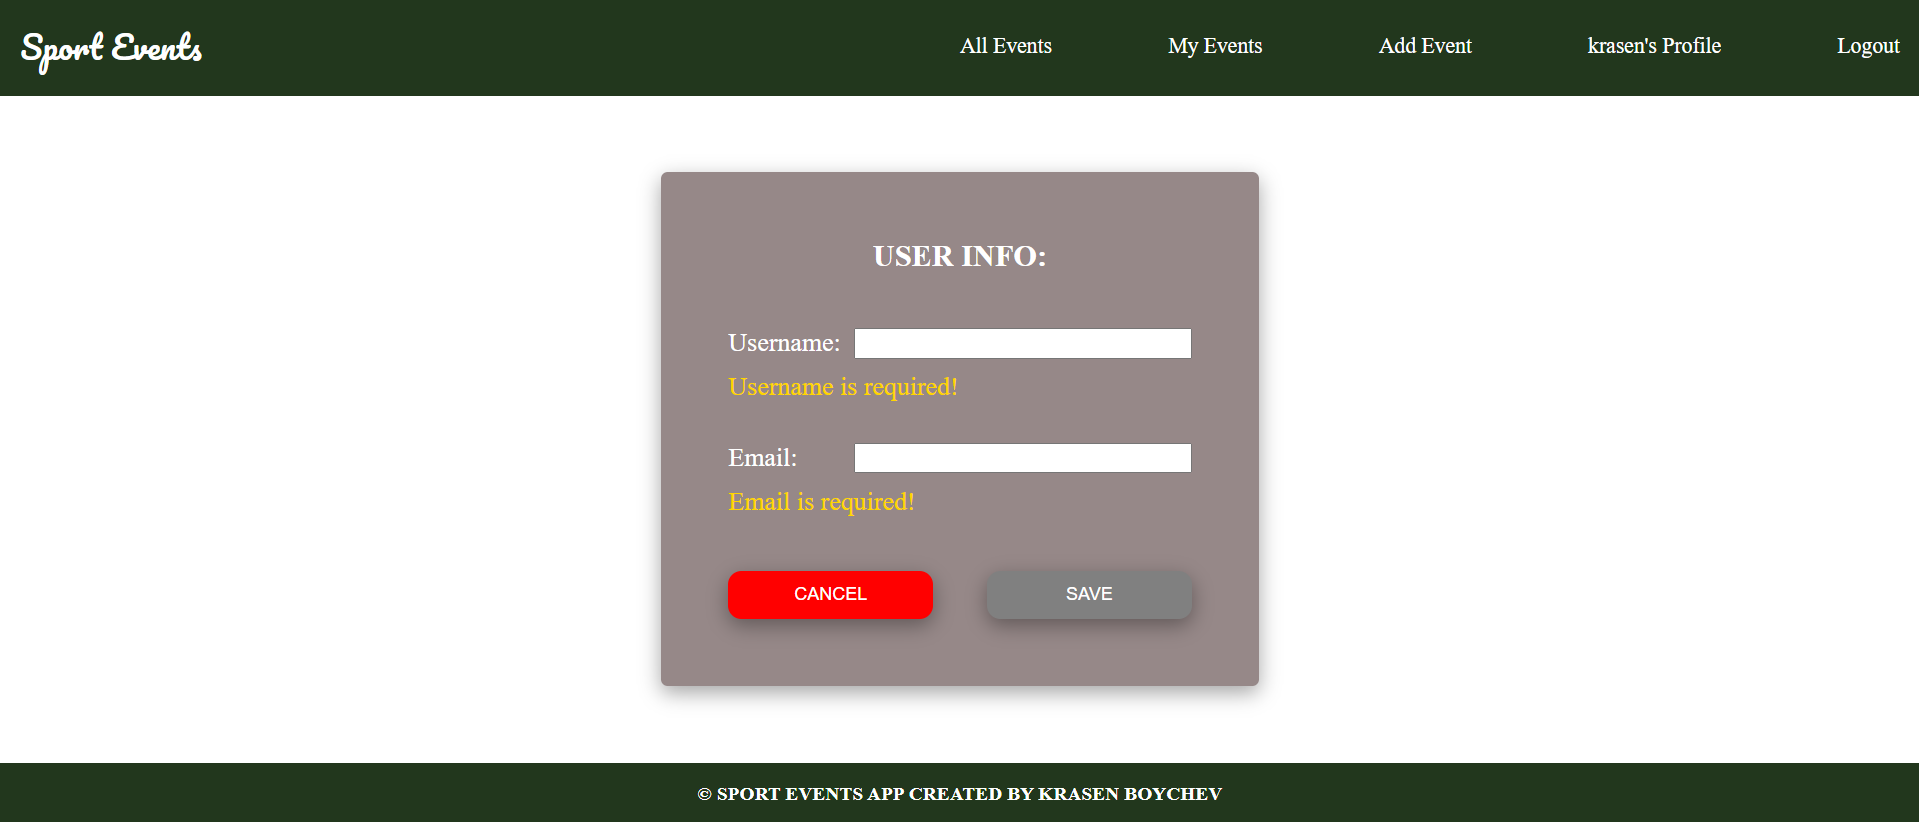 Sport Events
All Events
My Events
Add Event
krasen's Profile
Logout
USER INFO:
Username:
Username is required!
Email:
Email is required!
CANCEL
SAVE
© SPORT EVENTS APP CREATED BY KRASEN BOYCHEV